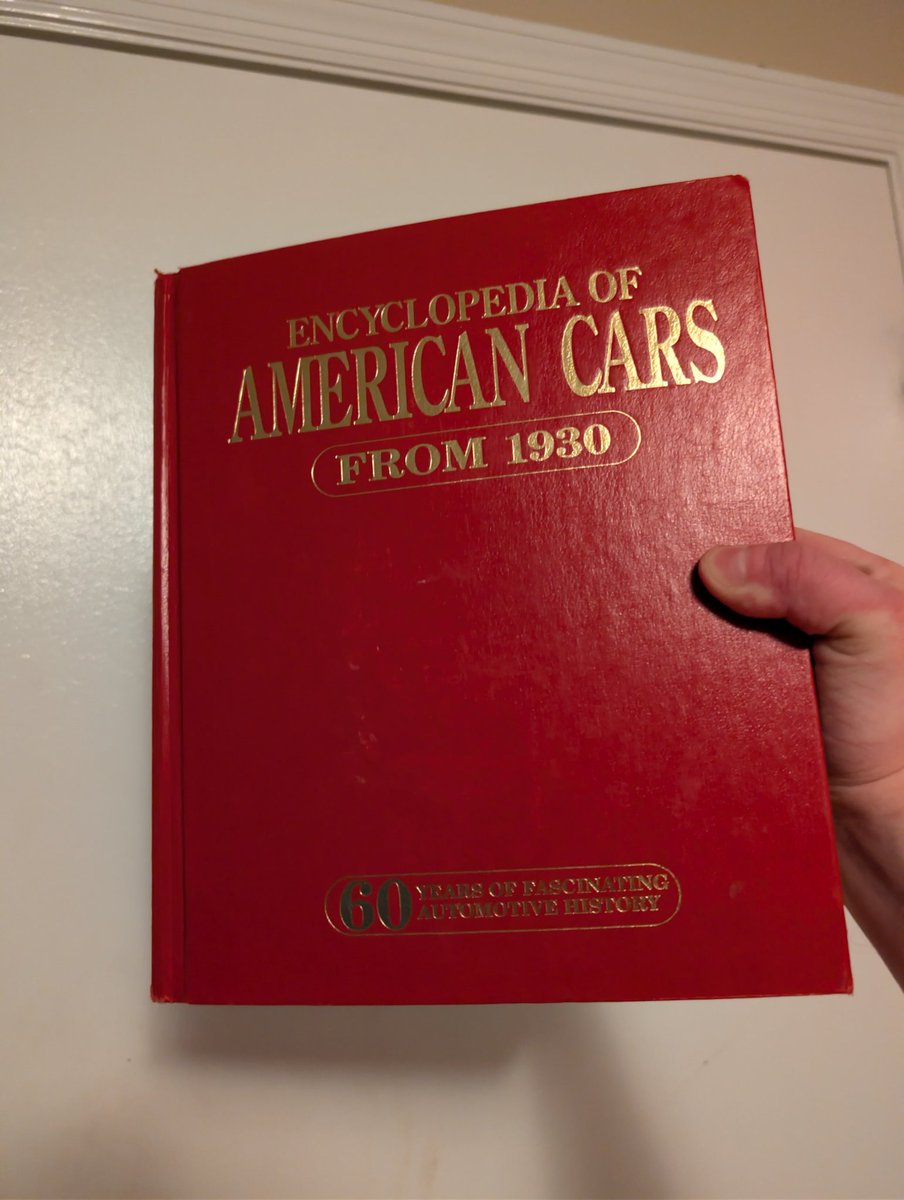 ENCYCLOPEDIA OF
AMERICAN CARS
FROM 1930
60 YEARS OF FASCINATING
AUTOMOTIVE HISTORY